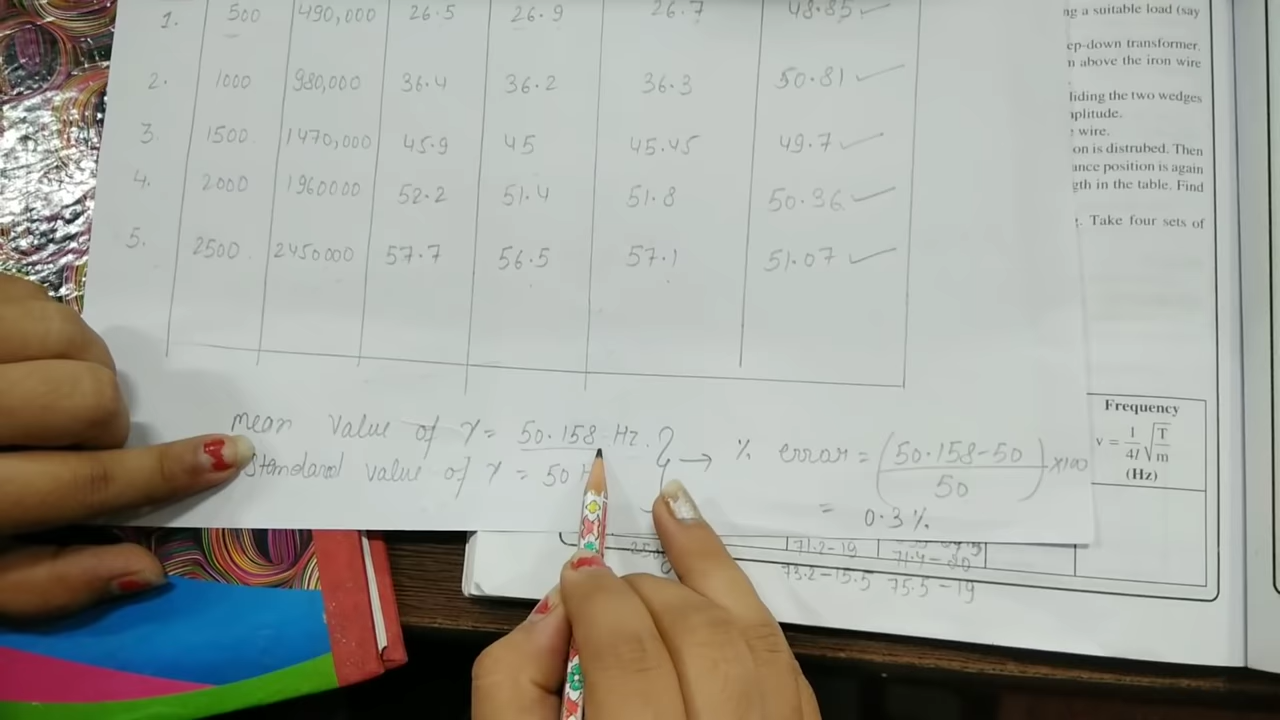 1. 500 490,000 26.5 26.9 26.7 48.85 ✓
2. 1000 980,000 36.4 36.2 36.3 50.81 ✓
3. 1500 1470,000 45.9 45 45.45 49.7 ✓
4. 2000 1960000 52.2 51.4 51.8 50.36 ✓
5. 2500 2450000 57.7 56.5 57.1 51.07 ✓
mean value of γ = 50.158 Hz.
Standard value of γ = 50 H
→ % error = (50.158-50 / 50) ×100
= 0.3%
ng a suitable load (say
ep-down transformer.
n above the iron wire
liding the two wedges
mplitude.
wire.
on is distrubed. Then
ance position is again
gth in the table. Find
. Take four sets of
Frequency
ν = 1/4l √T/m
(Hz)
71.2-19
71.4-20
73.2-15.5 75.5-19